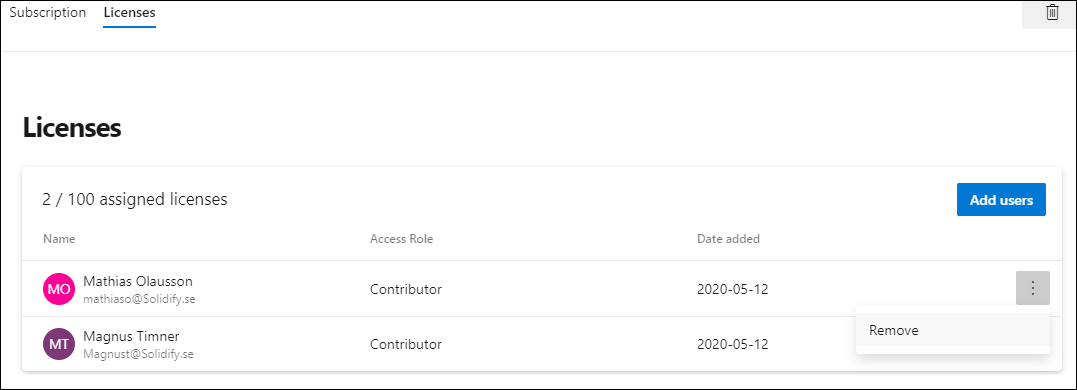 Subscription Licenses
Licenses
2 / 100 assigned licenses Add users
Name Access Role Date added
MO Mathias Olausson Contributor 2020-05-12
mathiaso@Solidify.se
Remove
MT Magnus Timner Contributor 2020-05-12
Magnust@Solidify.se